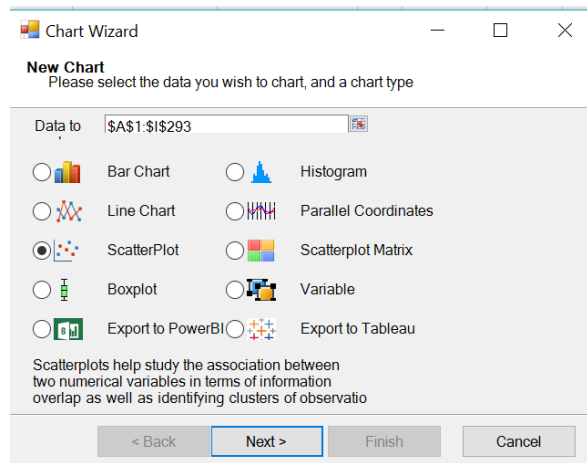 Chart Wizard
New Chart
Please select the data you wish to chart, and a chart type
Data to $A$1:$I$293
Bar Chart Histogram
Line Chart Parallel Coordinates
ScatterPlot Scatterplot Matrix
Boxplot Variable
Export to PowerBI Export to Tableau
Scatterplots help study the association between
two numerical variables in terms of information
overlap as well as identifying clusters of observatio
< Back Next > Finish Cancel